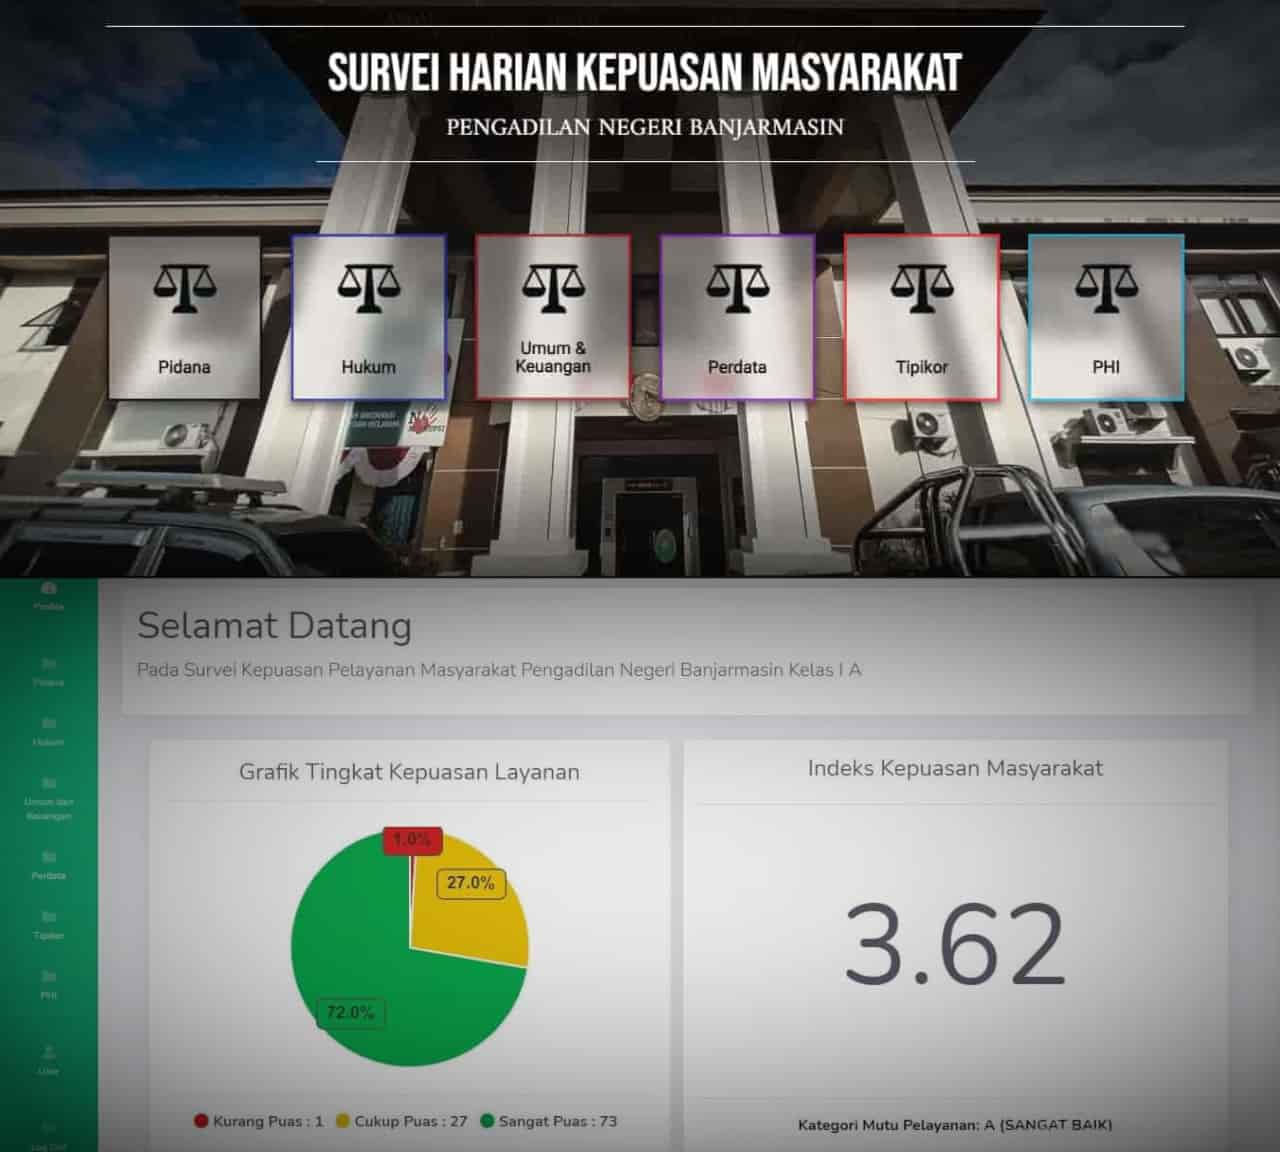 SURVEI HARIAN KEPUASAN MASYARAKAT
PENGADILAN NEGERI BANJARMASIN
Pidana
Hukum
Umum &
Keuangan
Perdata
Tipikor
PHI
Profile
Pidana
Hukum
Umum dan
Keuangan
Perdata
Tipikor
PHI
User
Log Out
Selamat Datang
Pada Survei Kepuasan Pelayanan Masyarakat Pengadilan Negeri Banjarmasin Kelas I A
Grafik Tingkat Kepuasan Layanan
1.0%
27.0%
72.0%
Kurang Puas : 1 Cukup Puas : 27 Sangat Puas : 73
Indeks Kepuasan Masyarakat
3.62
Kategori Mutu Pelayanan: A (SANGAT BAIK)